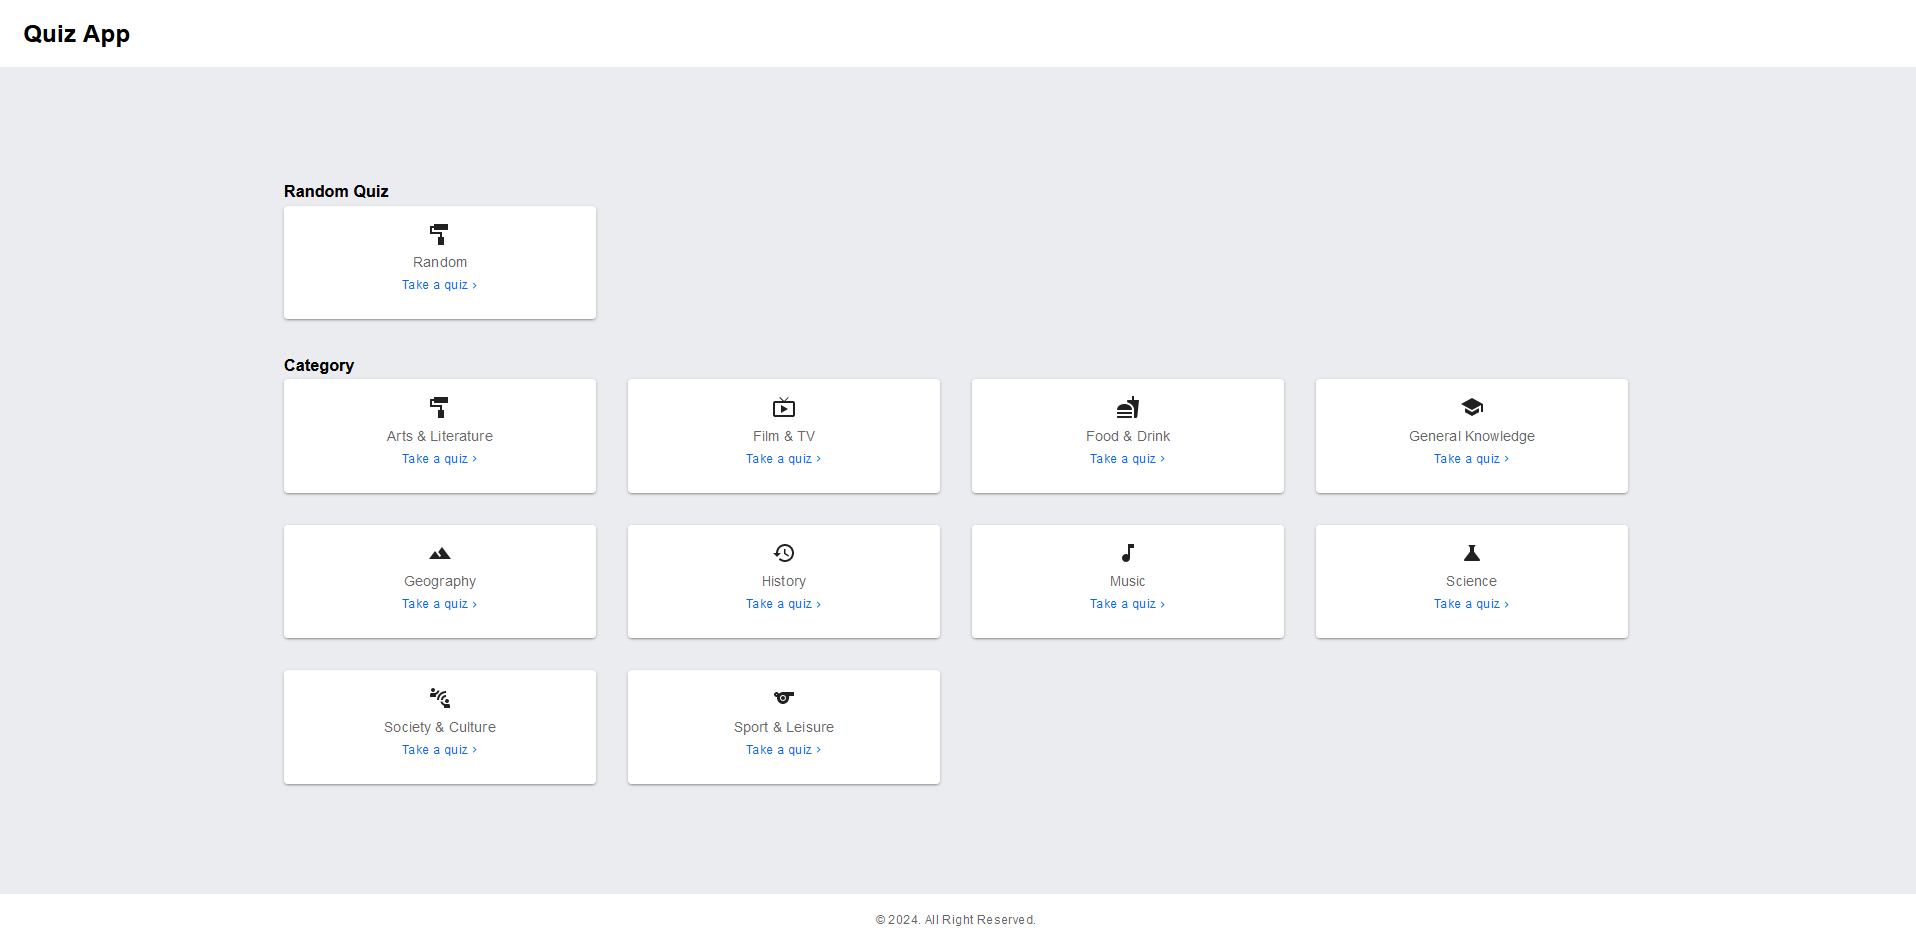 Quiz App
Random Quiz
Random
Take a quiz ›
Category
Arts & Literature
Take a quiz ›
Film & TV
Take a quiz ›
Food & Drink
Take a quiz ›
General Knowledge
Take a quiz ›
Geography
Take a quiz ›
History
Take a quiz ›
Music
Take a quiz ›
Science
Take a quiz ›
Society & Culture
Take a quiz ›
Sport & Leisure
Take a quiz ›
© 2024. All Right Reserved.